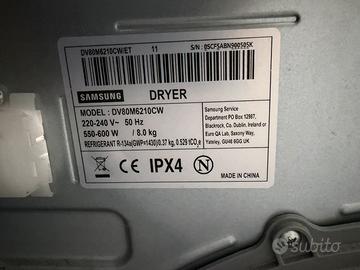 DV80M6210CW/ET 11 S/N : 0SCFSABN900505K
SAMSUNG DRYER
MODEL : DV80M6210CW
220-240 V~ 50 Hz
550-600 W / 8.0 kg
REFRIGERANT R-134a(GWP=1430)/0.37 kg, 0.529 tCO₂e
Samsung Service
Department PO Box 12987,
Blackrock, Co. Dublin, Ireland or
Euro QA Lab, Saxony Way,
Yateley, GU46 6GG UK
CE IPX4 N
MADE IN CHINA
subito